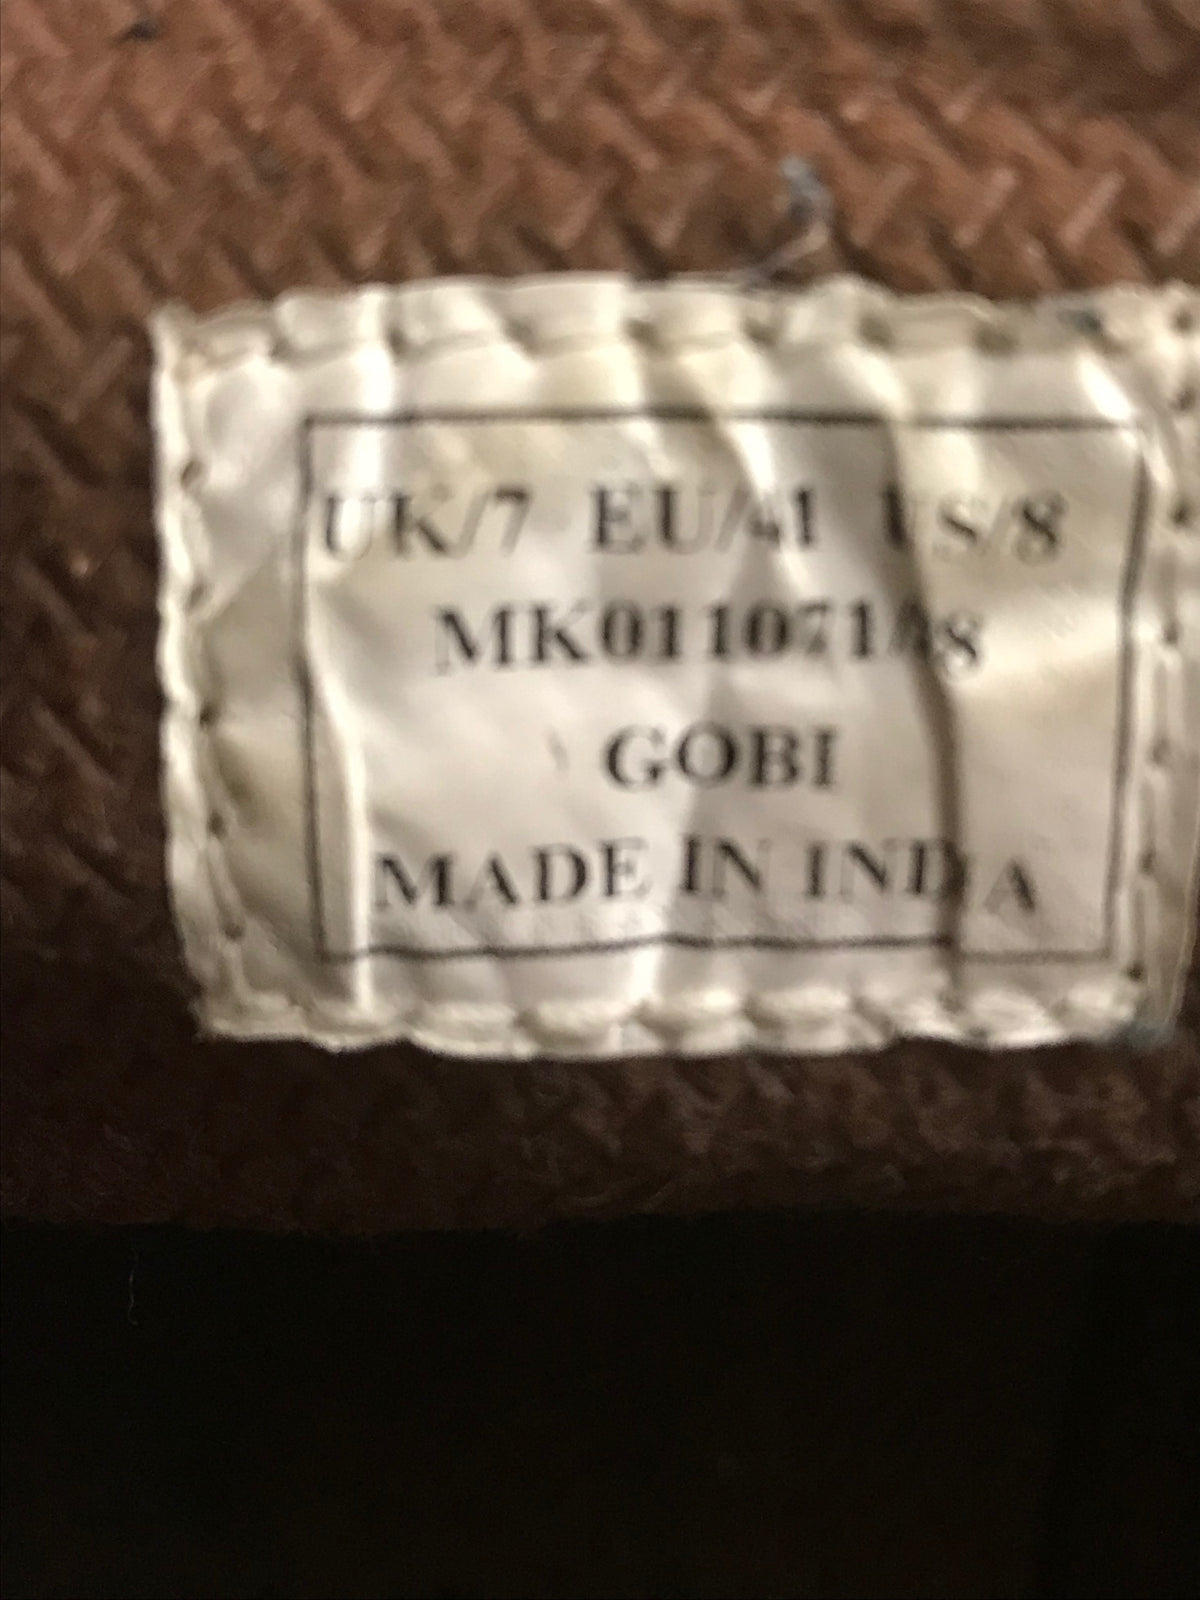 UK/7 EU/41 US/8
GOBI
MADE IN INDIA